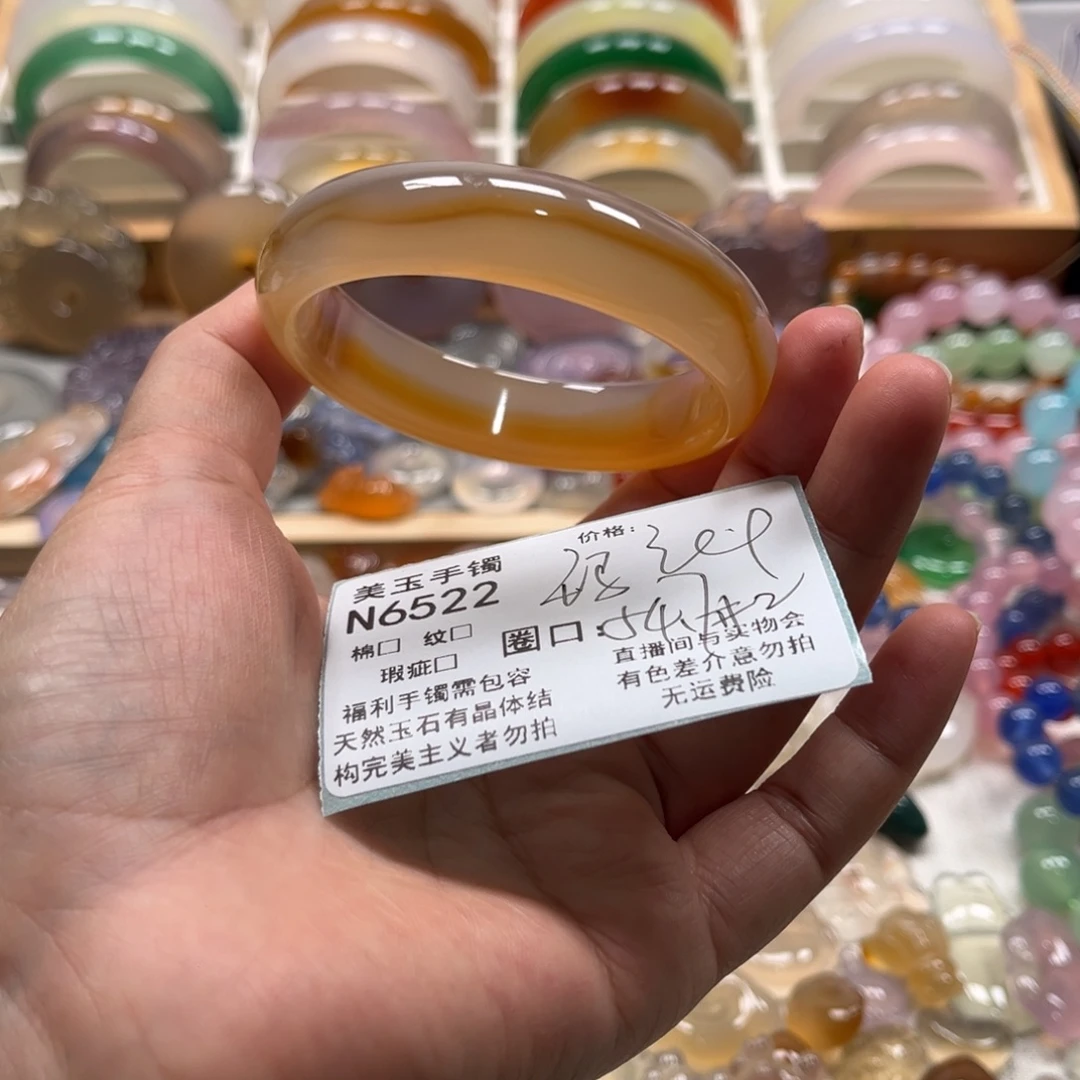 美玉手镯
价格:
N6522
棉□ 纹□
圈口:54.7
瑕疵□
福利手镯需包容
天然玉石有晶体结
构完美主义者勿拍
直播间与实物会
有色差介意勿拍
无运费险